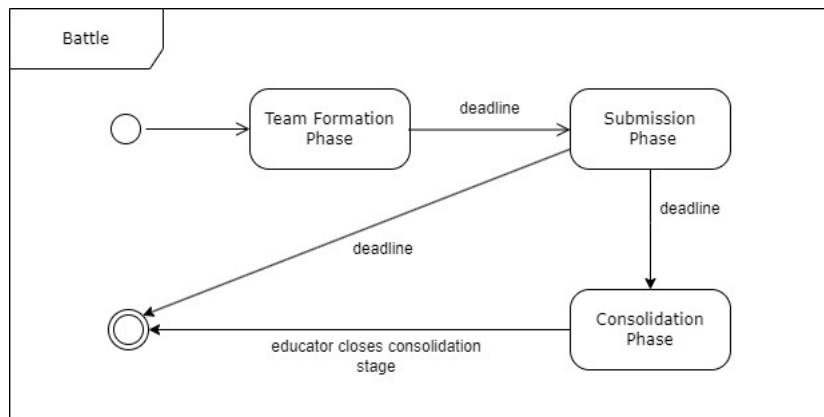 Battle
Team Formation
Phase
deadline
Submission
Phase
deadline
deadline
Consolidation
Phase
educator closes consolidation
stage